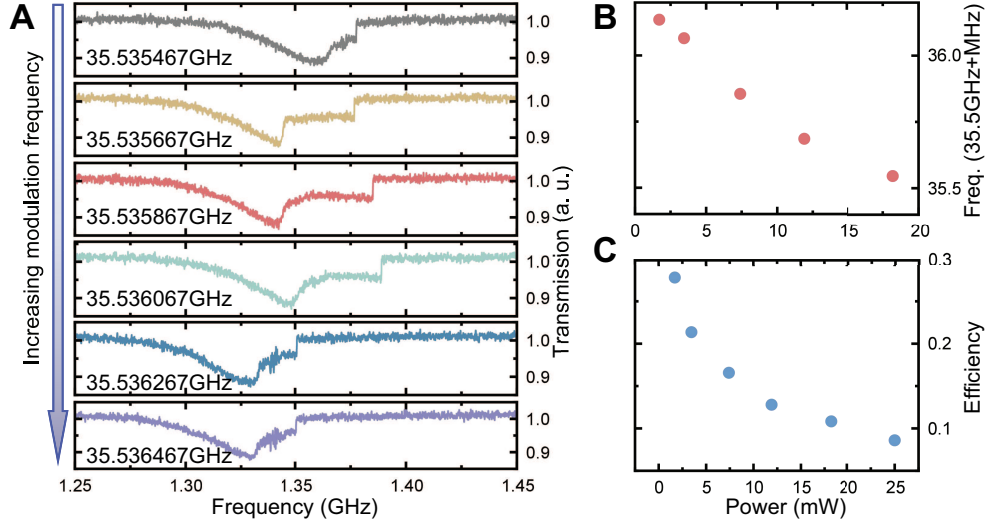 A
Increasing modulation frequency
35.535467GHz
1.0
0.9
35.535667GHz
1.0
0.9
35.535867GHz
1.0
0.9
35.536067GHz
1.0
0.9
35.536267GHz
1.0
0.9
35.536467GHz
1.0
0.9
Transmission (a. u.)
1.25 1.30 1.35 1.40 1.45
Frequency (GHz)
B
36.0
35.5
Freq. (35.5GHz+MHz)
0 5 10 15 20
C
0.3
0.2
0.1
Efficiency
0 5 10 15 20 25
Power (mW)